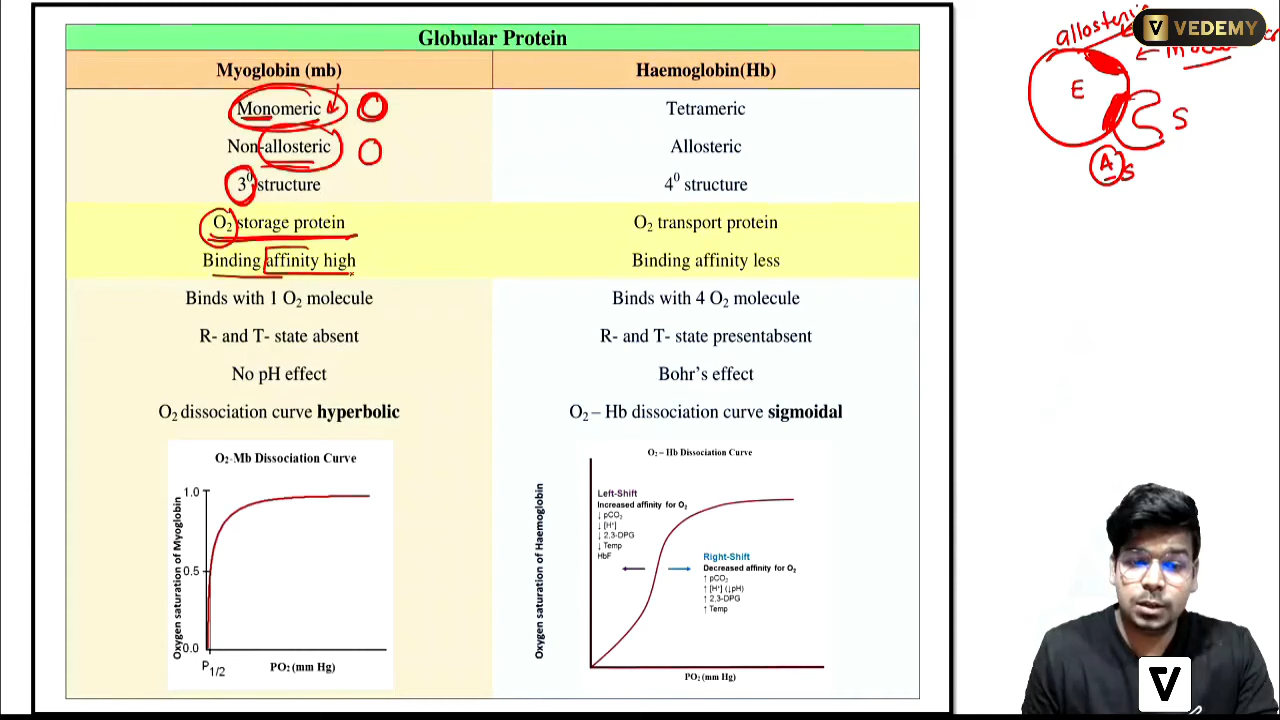 Globular Protein
Myoglobin (mb) Haemoglobin(Hb)
Monomeric Tetrameric
Non-allosteric Allosteric
3⁰ structure 4⁰ structure
O₂ storage protein O₂ transport protein
Binding affinity high Binding affinity less
Binds with 1 O₂ molecule Binds with 4 O₂ molecule
R- and T- state absent R- and T- state presentabsent
No pH effect Bohr’s effect
O₂ dissociation curve hyperbolic O₂ – Hb dissociation curve sigmoidal
O₂-Mb Dissociation Curve
Oxygen saturation of Myoglobin
1.0
0.5
0.0
P1/2
PO₂ (mm Hg)
O₂ – Hb Dissociation Curve
Oxygen saturation of Haemoglobin
Left-Shift
Increased affinity for O₂
↓ pCO₂
↓ [H⁺]
↓ 2,3-DPG
↓ Temp
HbF
Right-Shift
Decreased affinity for O₂
↑ pCO₂
↑ [H⁺] (↓pH)
↑ 2,3-DPG
↑ Temp
PO₂ (mm Hg)
VEDEMY
E
S
A
S